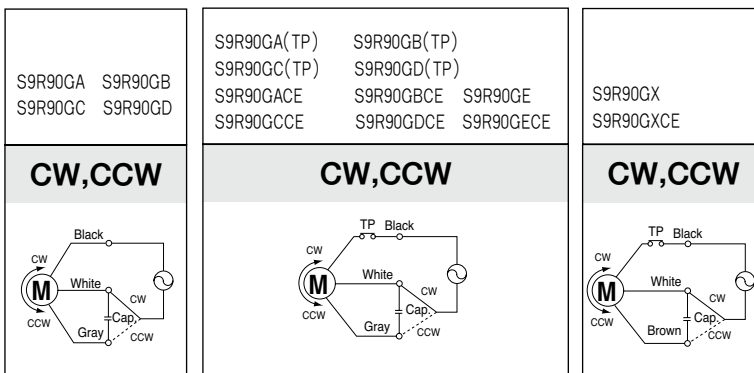 S9R90GA S9R90GB
S9R90GC S9R90GD
CW,CCW
Black
CW
White
CW
M
Cap.
CCW
Gray
CCW
S9R90GA(TP) S9R90GB(TP)
S9R90GC(TP) S9R90GD(TP)
S9R90GACE S9R90GBCE S9R90GE
S9R90GCCE S9R90GDCE S9R90GECE
CW,CCW
TP Black
CW
White
CW
M
Cap.
CCW
Gray
CCW
S9R90GX
S9R90GXCE
CW,CCW
TP Black
CW
White
CW
M
Cap.
CCW
Brown
CCW